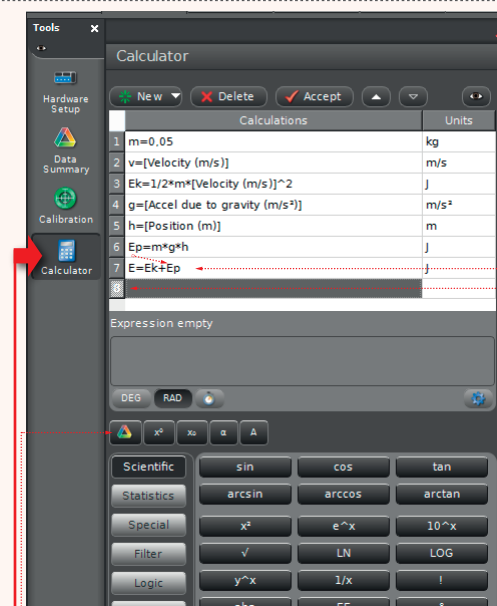 Tools x
Calculator
Hardware
Setup
Data
Summary
Calibration
Calculator
New Delete Accept
Calculations Units
1 m=0,05 kg
2 v=[Velocity (m/s)] m/s
3 Ek=1/2*m*[Velocity (m/s)]^2 J
4 g=[Accel due to gravity (m/s²)] m/s²
5 h=[Position (m)] m
6 Ep=m*g*h J
7 E=Ek+Ep J
8
Expression empty
DEG RAD
α A
Scientific sin cos tan
Statistics arcsin arccos arctan
Special x² e^x 10^x
Filter √ LN LOG
Logic y^x 1/x !